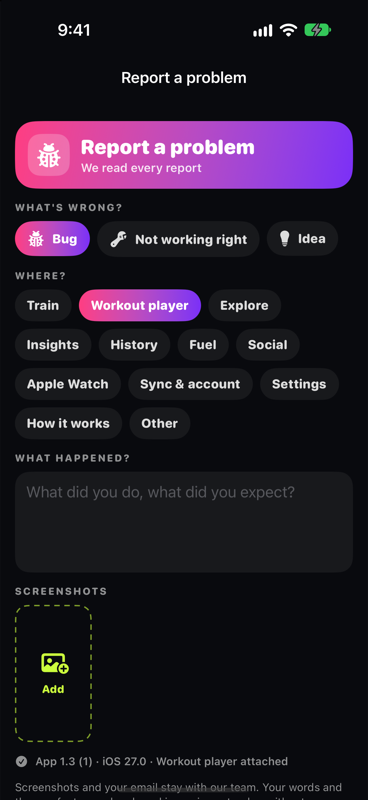 9:41
Report a problem
Report a problem
We read every report
WHAT'S WRONG?
Bug
Not working right
Idea
WHERE?
Train
Workout player
Explore
Insights
History
Fuel
Social
Apple Watch
Sync & account
Settings
How it works
Other
WHAT HAPPENED?
What did you do, what did you expect?
SCREENSHOTS
Add
App 1.3 (1) · iOS 27.0 · Workout player attached
Screenshots and your email stay with our team. Your words and